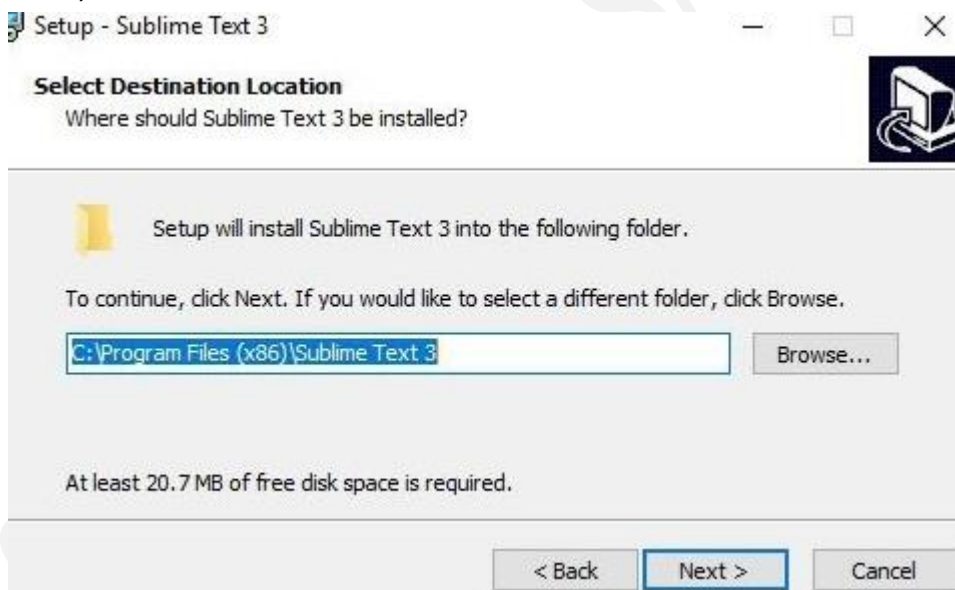 Setup - Sublime Text 3
Select Destination Location
Where should Sublime Text 3 be installed?
Setup will install Sublime Text 3 into the following folder.
To continue, click Next. If you would like to select a different folder, click Browse.
C:\Program Files (x86)\Sublime Text 3
Browse...
At least 20.7 MB of free disk space is required.
< Back
Next >
Cancel